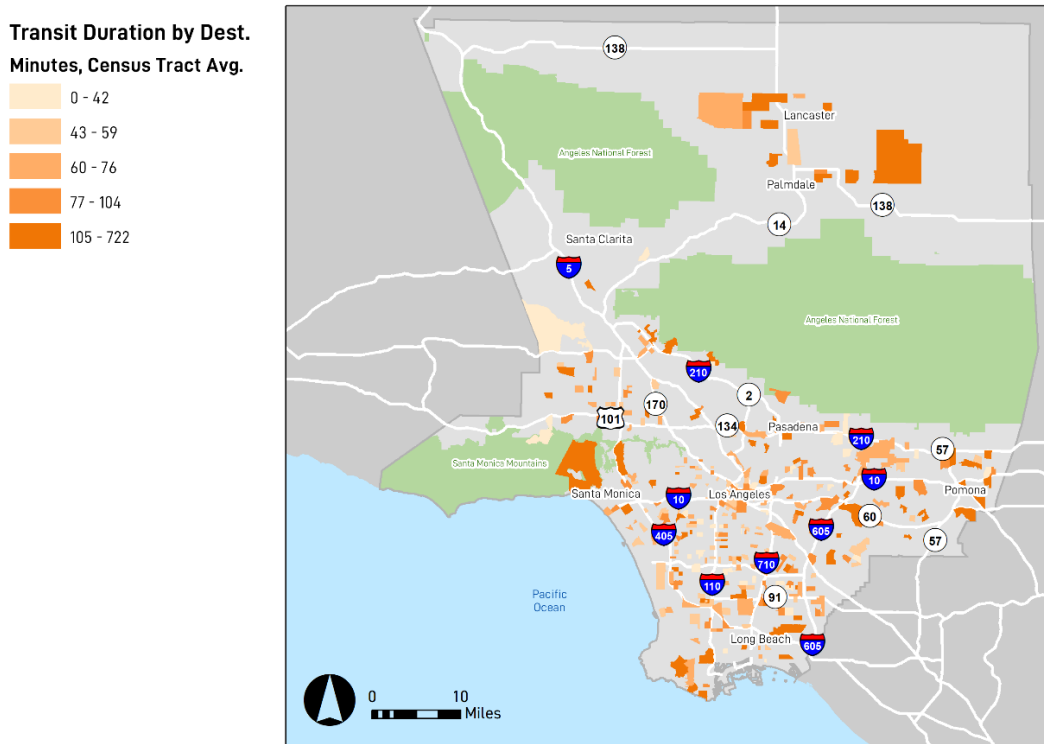 Transit Duration by Dest.
Minutes, Census Tract Avg.
0 - 42
43 - 59
60 - 76
77 - 104
105 - 722
138
Lancaster
Angeles National Forest
Palmdale
138
14
Santa Clarita
5
Angeles National Forest
210
2
170
101
134
Pasadena
210
57
Santa Monica Mountains
10
Santa Monica
Los Angeles
Pomona
10
60
405
605
57
710
110
91
Pacific
Ocean
Long Beach
605
0 10
Miles